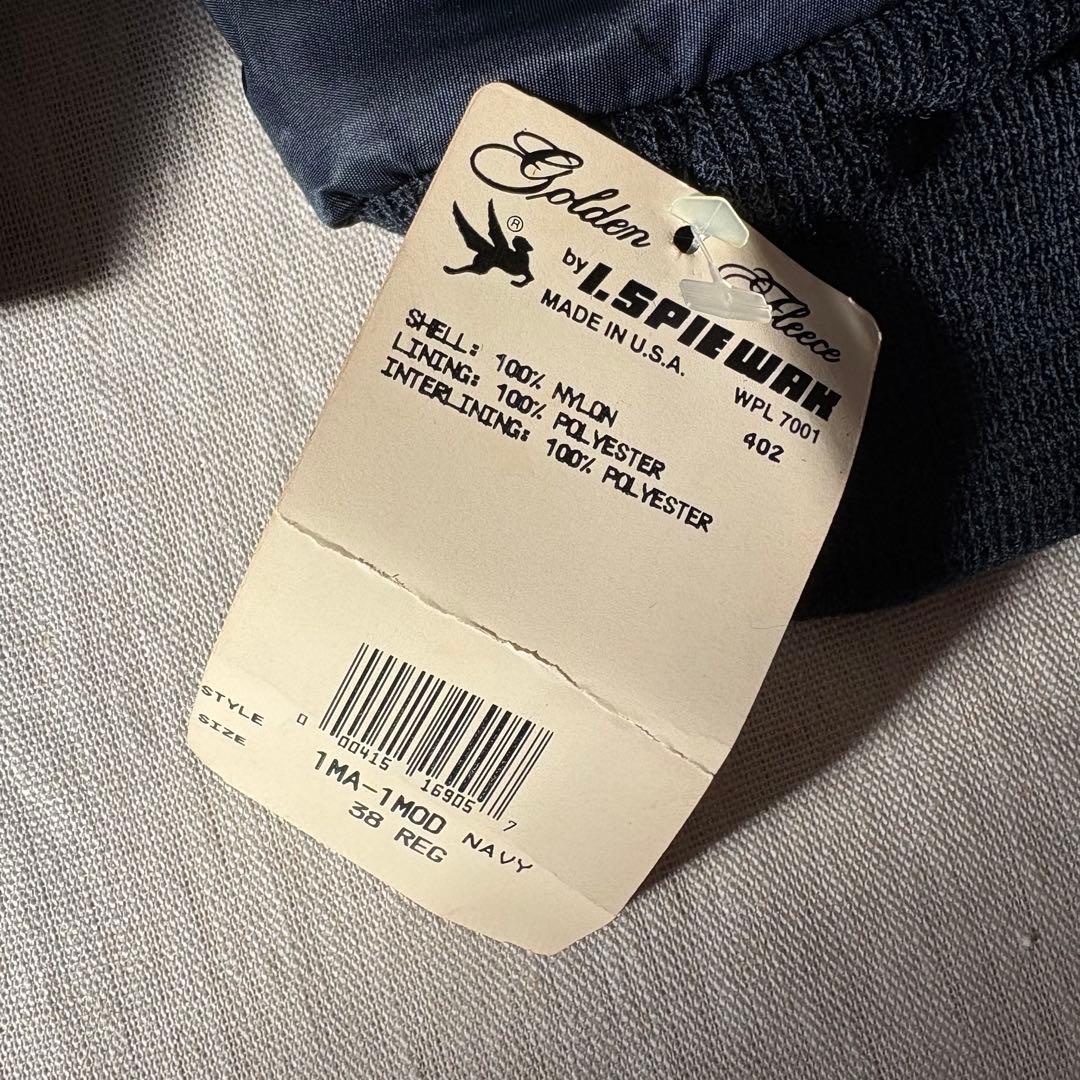 Golden Fleece
®
by I.SPIEWAK
MADE IN U.S.A.
WPL 7001
402
SHELL: 100% NYLON
LINING: 100% POLYESTER
INTERLINING: 100% POLYESTER
0 00415 16905 7
STYLE 1MA-1MOD NAVY
SIZE 38 REG